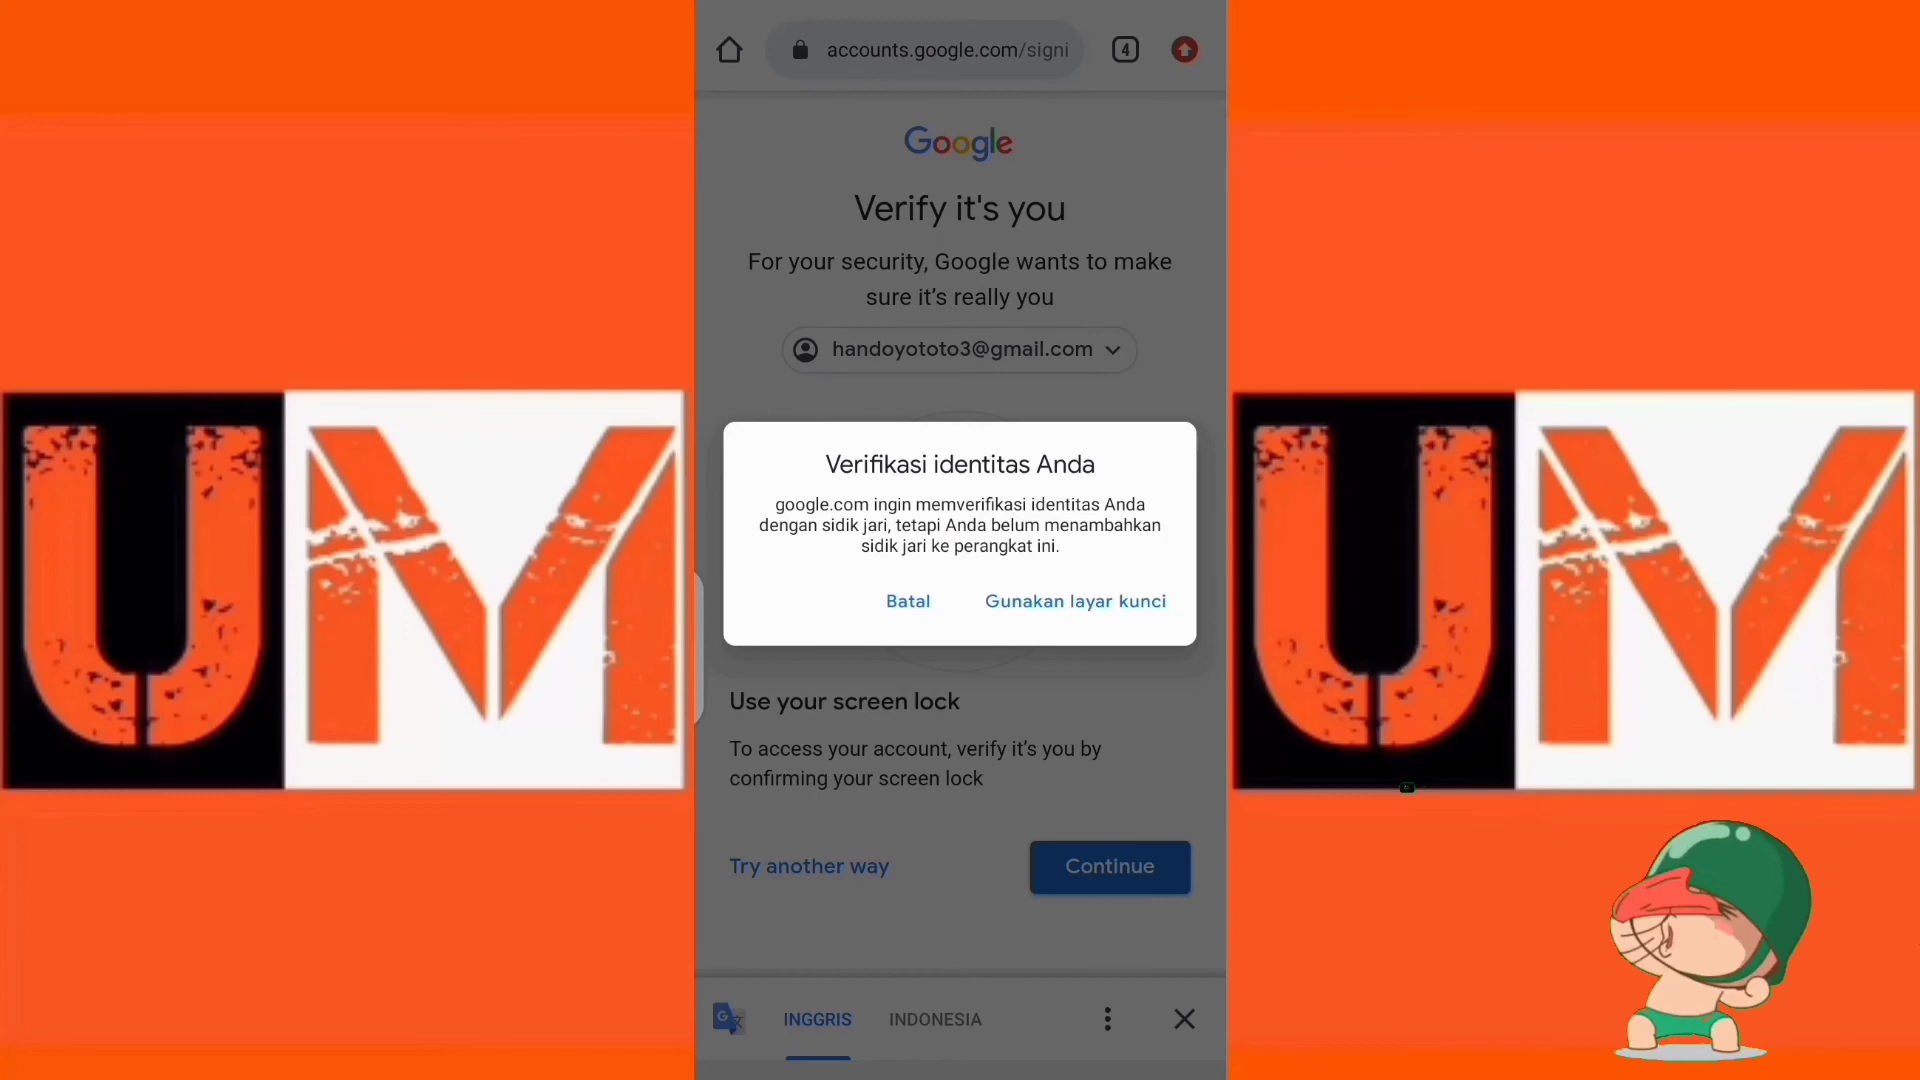 accounts.google.com/signi
4
Google
Verify it's you
For your security, Google wants to make
sure it’s really you
handoyototo3@gmail.com
Verifikasi identitas Anda
google.com ingin memverifikasi identitas Anda
dengan sidik jari, tetapi Anda belum menambahkan
sidik jari ke perangkat ini.
Batal
Gunakan layar kunci
Use your screen lock
To access your account, verify it’s you by
confirming your screen lock
Try another way
Continue
INGGRIS
INDONESIA
UM
UM